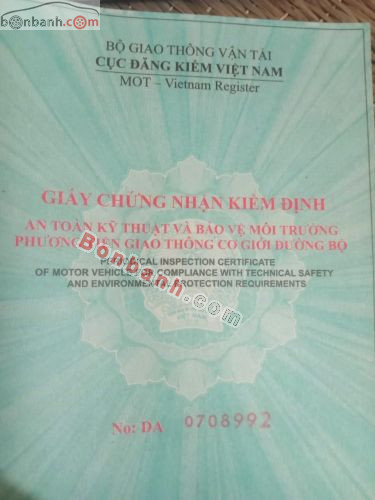 bonbanh.com
BỘ GIAO THÔNG VẬN TẢI
CỤC ĐĂNG KIỂM VIỆT NAM
MOT – Vietnam Register
GIẤY CHỨNG NHẬN KIỂM ĐỊNH
AN TOÀN KỸ THUẬT VÀ BẢO VỆ MÔI TRƯỜNG
PHƯƠNG TIỆN GIAO THÔNG CƠ GIỚI ĐƯỜNG BỘ
PERIODICAL INSPECTION CERTIFICATE
OF MOTOR VEHICLE FOR COMPLIANCE WITH TECHNICAL SAFETY
AND ENVIRONMENTAL PROTECTION REQUIREMENTS
Bonbanh.com
No: DA 0708992